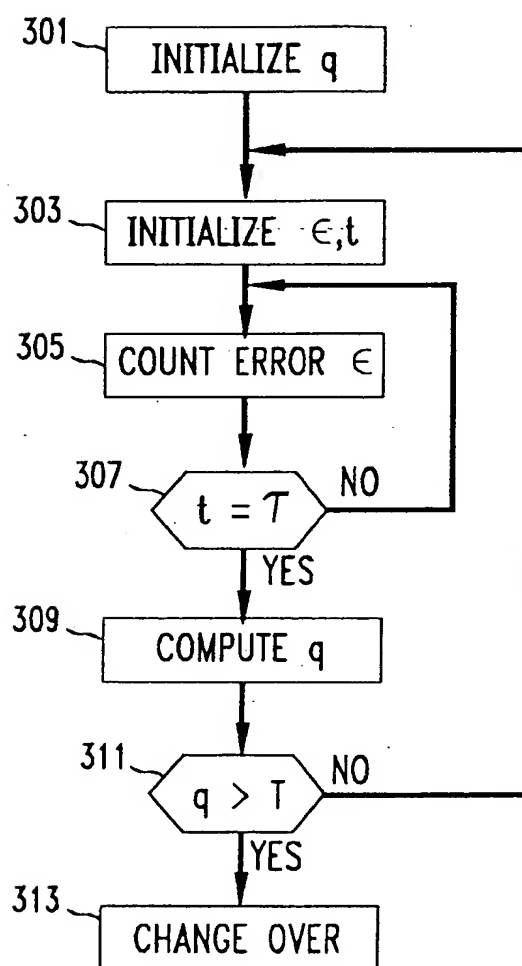 301
INITIALIZE q
303
INITIALIZE ∈,t
305
COUNT ERROR ∈
307
t = τ
NO
YES
309
COMPUTE q
311
q > T
NO
YES
313
CHANGE OVER